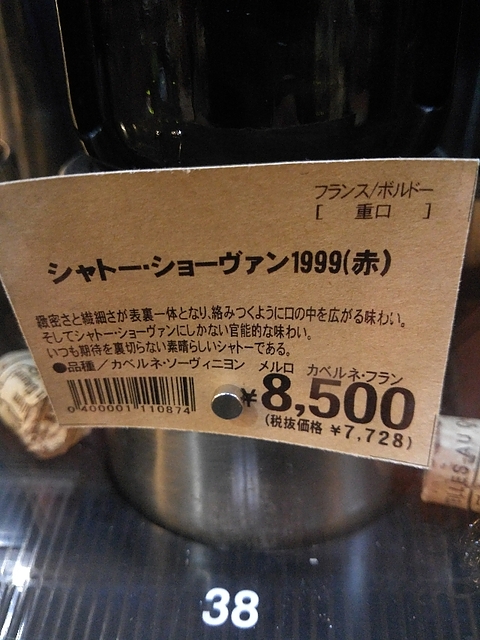 フランス/ボルドー
[ 重口 ]
シャトー・ショーヴァン1999(赤)
緻密さと繊細さが表裏一体となり、絡みつくように口の中を広がる味わい。
そしてシャトー・ショーヴァンにしかない官能的な味わい。
いつも期待を裏切らない素晴らしいシャトーである。
●品種/カベルネ・ソーヴィニヨン メルロ カベルネ・フラン
0 400001 110874
¥8,500
(税抜価格 ¥7,728)
38